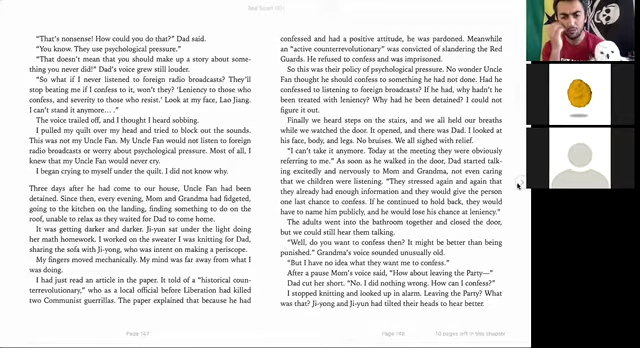 Red Scarf Girl
"That's nonsense! How could you do that?" Dad said.
"You know. They use psychological pressure."
"That doesn't mean that you should make up a story about some-
thing you never did!" Dad's voice grew still louder.
"So what if I never listened to foreign radio broadcasts? They'll
stop beating me if I confess to it, won't they? 'Leniency to those who
confess, and severity to those who resist.' Look at my face, Lao Jiang.
I can't stand it anymore. . . ."
The voice trailed off, and I thought I heard sobbing.
I pulled my quilt over my head and tried to block out the sounds.
This was not my Uncle Fan. My Uncle Fan would not listen to foreign
radio broadcasts or worry about psychological pressure. Most of all, I
knew that my Uncle Fan would never cry.
I began crying to myself under the quilt. I did not know why.
Three days after he had come to our house, Uncle Fan had been
detained. Since then, every evening, Mom and Grandma had fidgeted,
going to the kitchen on the landing, finding something to do on the
roof, unable to relax as they waited for Dad to come home.
It was getting darker and darker. Ji-yun sat under the light doing
her math homework. I worked on the sweater I was knitting for Dad,
sharing the sofa with Ji-yong, who was intent on making a periscope.
My fingers moved mechanically. My mind was far away from what I
was doing.
I had just read an article in the paper. It told of a "historical coun-
terrevolutionary," who as a local official before Liberation had killed
two Communist guerrillas. The paper explained that because he had
Page 167
confessed and had a positive attitude, he was pardoned. Meanwhile
an "active counterrevolutionary" was convicted of slandering the Red
Guards. He refused to confess and was imprisoned.
So this was their policy of psychological pressure. No wonder Uncle
Fan thought he should confess to something he had not done. Had he
confessed to listening to foreign broadcasts? If he had, why hadn't he
been treated with leniency? Why had he been detained? I could not
figure it out.
Finally we heard steps on the stairs, and we all held our breaths
while we watched the door. It opened, and there was Dad. I looked at
his face, body, and legs. No bruises. We all sighed with relief.
"I can't take it anymore. Today at the meeting they were obviously
referring to me." As soon as he walked in the door, Dad started talk-
ing excitedly and nervously to Mom and Grandma, not even caring
that we children were listening. "They stressed again and again that
they already had enough information and they would give the person
one last chance to confess. If he continued to hold back, they would
have to name him publicly, and he would lose his chance at leniency."
The adults went into the bathroom together and closed the door,
but we could still hear them talking.
"Well, do you want to confess then? It might be better than being
punished." Grandma's voice sounded unusually old.
"But I have no idea what they want me to confess."
After a pause Mom's voice said, "How about leaving the Party—"
Dad cut her short. "No. I did nothing wrong. How can I confess?"
I stopped knitting and looked up in alarm. Leaving the Party? What
was that? Ji-yong and Ji-yun had tilted their heads to hear better.
Page 168
10 pages left in this chapter